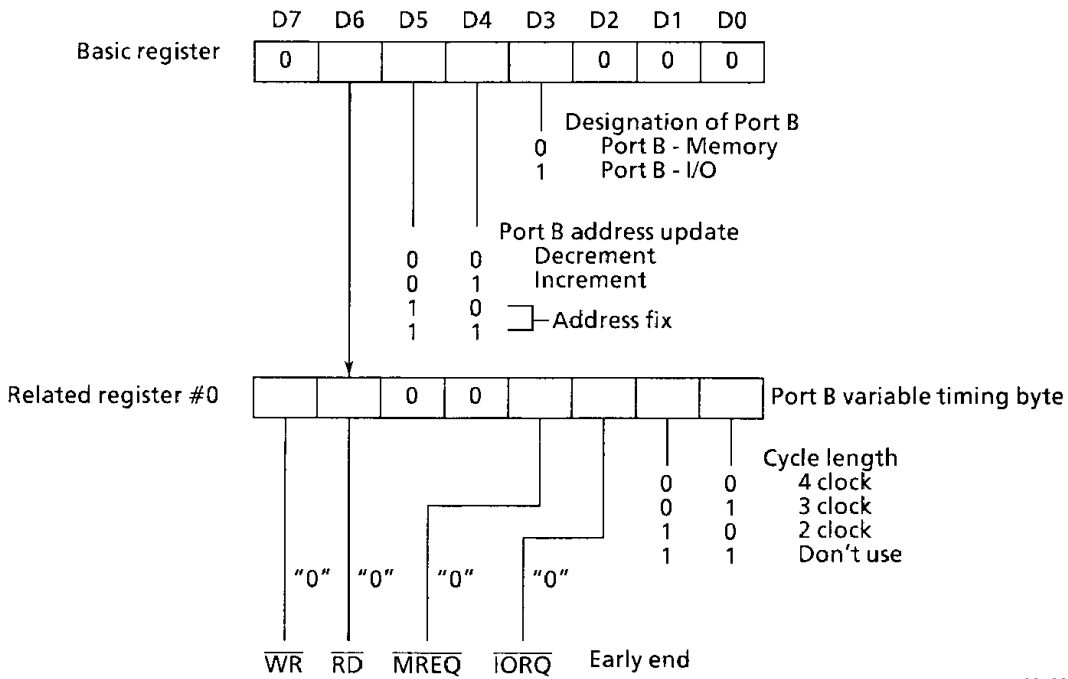 D7 D6 D5 D4 D3 D2 D1 D0
Basic register 0 0 0 0
Designation of Port B
0 Port B - Memory
1 Port B - I/O
Port B address update
0 0 Decrement
0 1 Increment
1 0
Address fix
1 1
Related register #0 0 0 Port B variable timing byte
Cycle length
0 0 4 clock
0 1 3 clock
1 0 2 clock
1 1 Don't use
"0" "0" "0" "0"
WR RD MREQ IORQ Early end